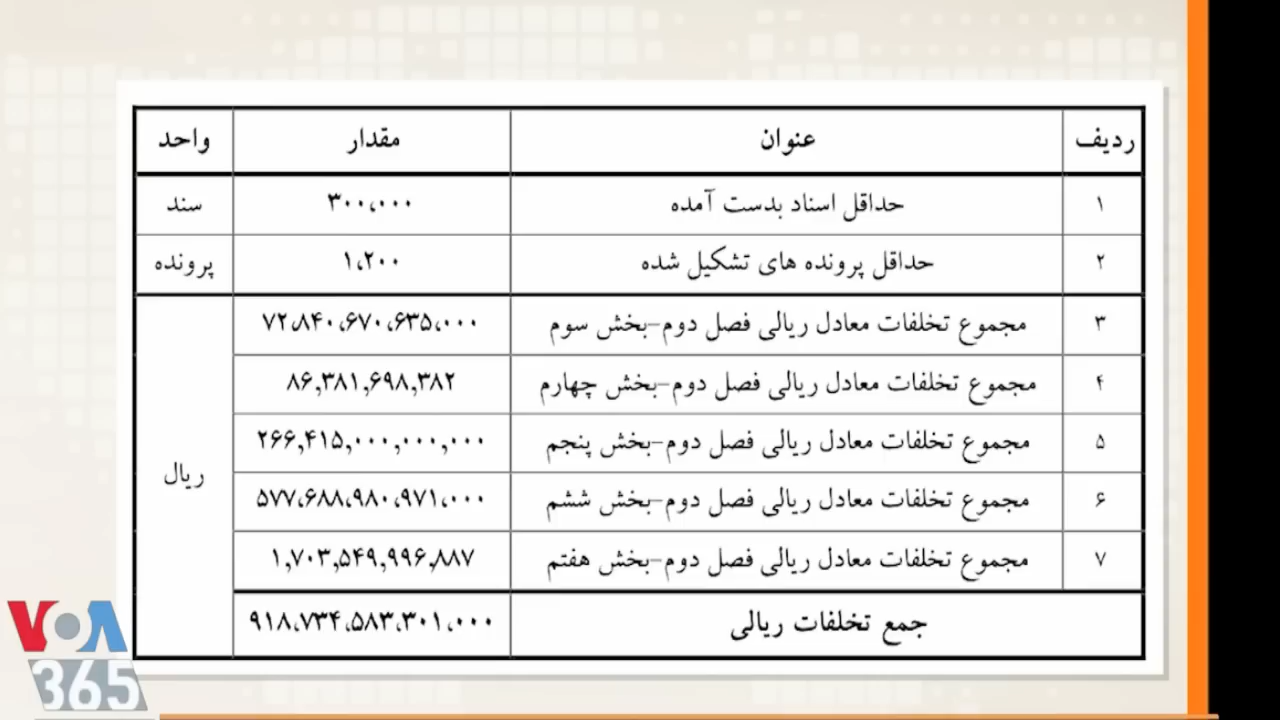 ردیف عنوان مقدار واحد
۱ حداقل اسناد بدست آمده ۳۰۰،۰۰۰ سند
۲ حداقل پرونده های تشکیل شده ۱،۲۰۰ پرونده
۳ مجموع تخلفات معادل ریالی فصل دوم-بخش سوم ۷۲،۸۴۰،۶۷۰،۶۳۵،۰۰۰
۴ مجموع تخلفات معادل ریالی فصل دوم-بخش چهارم ۸۶,۳۸۱,۶۹۸,۳۸۲
۵ مجموع تخلفات معادل ریالی فصل دوم-بخش پنجم ۲۶۶,۴۱۵,۰۰۰,۰۰۰,۰۰۰
ریال
۶ مجموع تخلفات معادل ریالی فصل دوم-بخش ششم ۵۷۷،۶۸۸،۹۸۰،۹۷۱،۰۰۰
۷ مجموع تخلفات معادل ریالی فصل دوم-بخش هفتم ۱,۷۰۳,۵۴۹,۹۹۶,۸۸۷
جمع تخلفات ریالی ۹۱۸،۷۳۴،۵۸۳،۳۰۱،۰۰۰
VOA
365